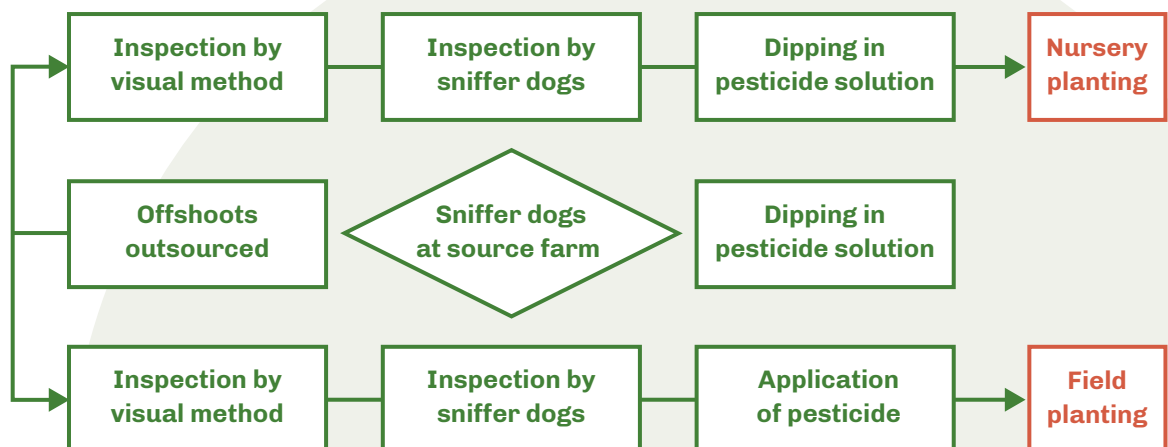 Inspection by
visual method
Inspection by
sniffer dogs
Dipping in
pesticide solution
Nursery
planting
Offshoots
outsourced
Sniffer dogs
at source farm
Dipping in
pesticide solution
Inspection by
visual method
Inspection by
sniffer dogs
Application
of pesticide
Field
planting